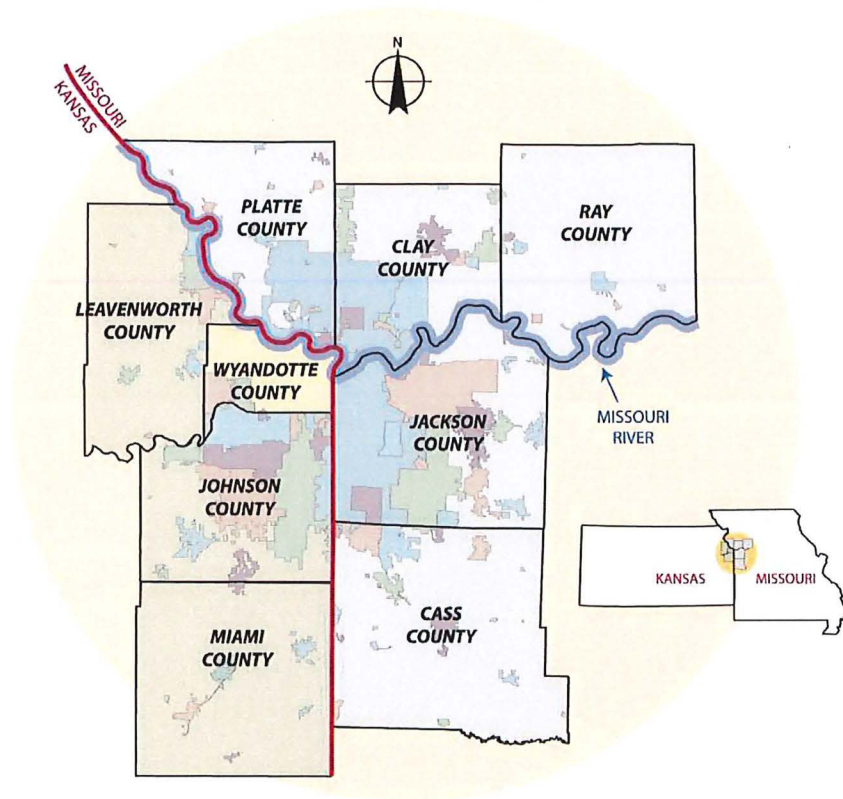 N
MISSOURI
KANSAS
PLATTE
COUNTY
CLAY
COUNTY
RAY
COUNTY
LEAVENWORTH
COUNTY
WYANDOTTE
COUNTY
JACKSON
COUNTY
MISSOURI
RIVER
JOHNSON
COUNTY
KANSAS
MISSOURI
CASS
COUNTY
MIAMI
COUNTY